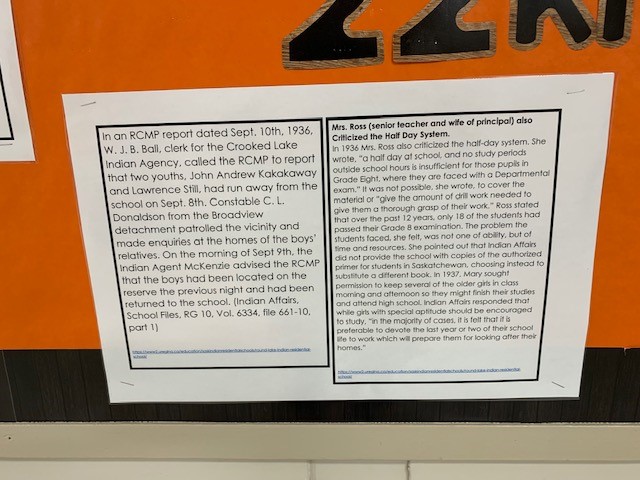 22
In an RCMP report dated Sept. 10th, 1936,
W. J. B. Ball, clerk for the Crooked Lake
Indian Agency, called the RCMP to report
that two youths, John Andrew Kakakaway
and Lawrence Still, had run away from the
school on Sept. 8th. Constable C. L.
Donaldson from the Broadview
detachment patrolled the vicinity and
made enquiries at the homes of the boys'
relatives. On the morning of Sept 9th, the
Indian Agent McKenzie advised the RCMP
that the boys had been located on the
reserve the previous night and had been
returned to the school. (Indian Affairs,
School Files, RG 10, Vol. 6334, file 661-10,
part 1)
Mrs. Ross (senior teacher and wife of principal) also
Criticized the Half Day System.
In 1936 Mrs. Ross also criticized the half-day system. She
wrote, "a half day at school, and no study periods
outside school hours is insufficient for those pupils in
Grade Eight, where they are faced with a Departmental
exam." It was not possible, she wrote, to cover the
material or "give the amount of drill work needed to
give them a thorough grasp of their work." Ross stated
that over the past 12 years, only 18 of the students had
passed their Grade 8 examination. The problem the
students faced, she felt, was not one of ability, but of
time and resources. She pointed out that Indian Affairs
did not provide the school with copies of the authorized
primer for students in Saskatchewan, choosing instead to
substitute a different book. In 1937, Mary sought
permission to keep several of the older girls in class
morning and afternoon so they might finish their studies
and attend high school. Indian Affairs responded that
while girls with special aptitude should be encouraged
to study, "in the majority of cases, it is felt that it is
preferable to devote the last year or two of their school
life to work which will prepare them for looking after their
homes."